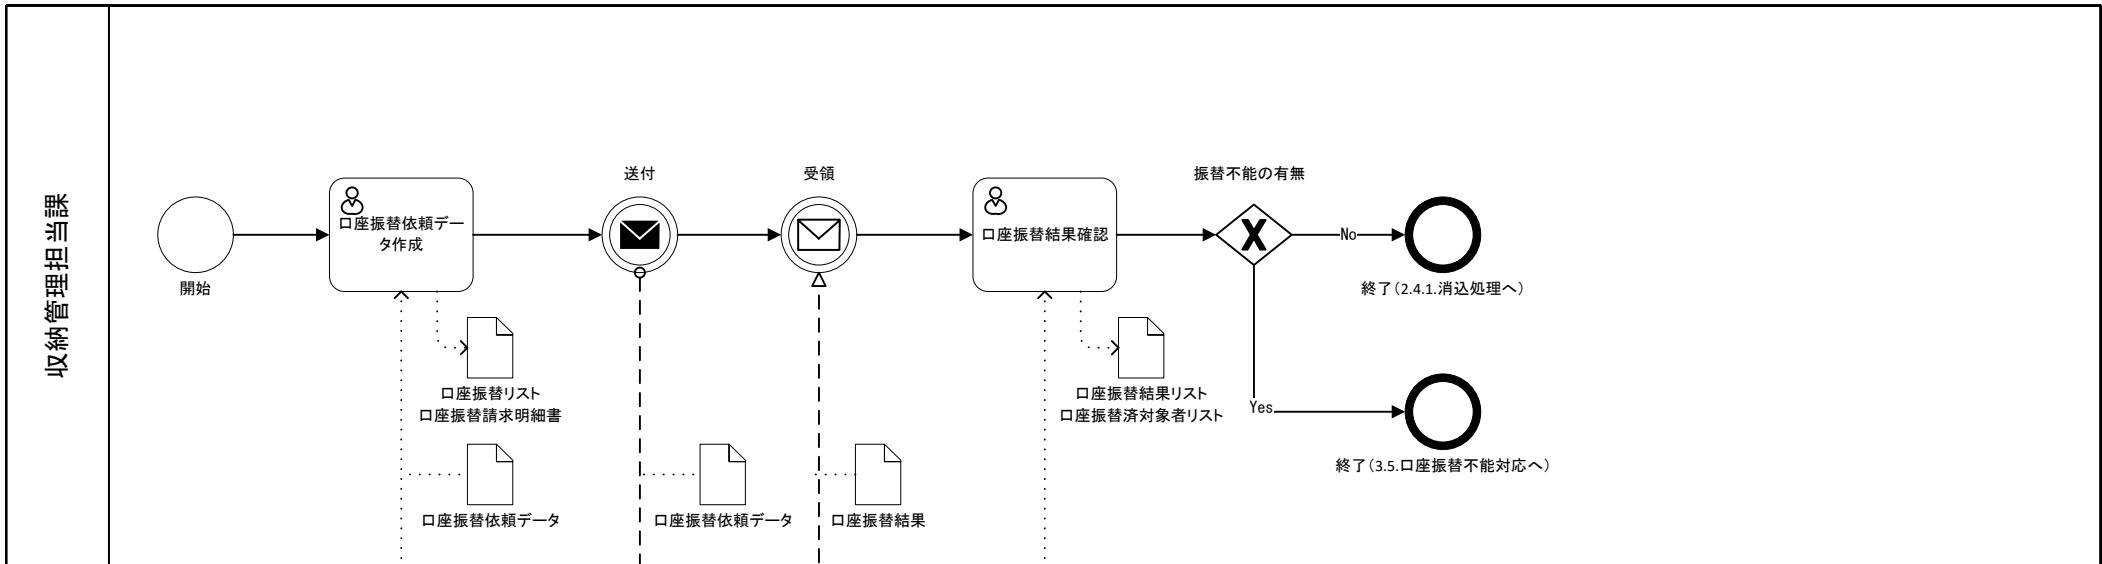 収納管理担当課
開始
口座振替依頼デー
タ作成
送付
受領
口座振替結果確認
振替不能の有無
No
終了(2.4.1.消込処理へ)
口座振替リスト
口座振替請求明細書
口座振替結果リスト
口座振替済対象者リスト
Yes
終了(3.5.口座振替不能対応へ)
口座振替依頼データ
口座振替依頼データ
口座振替結果